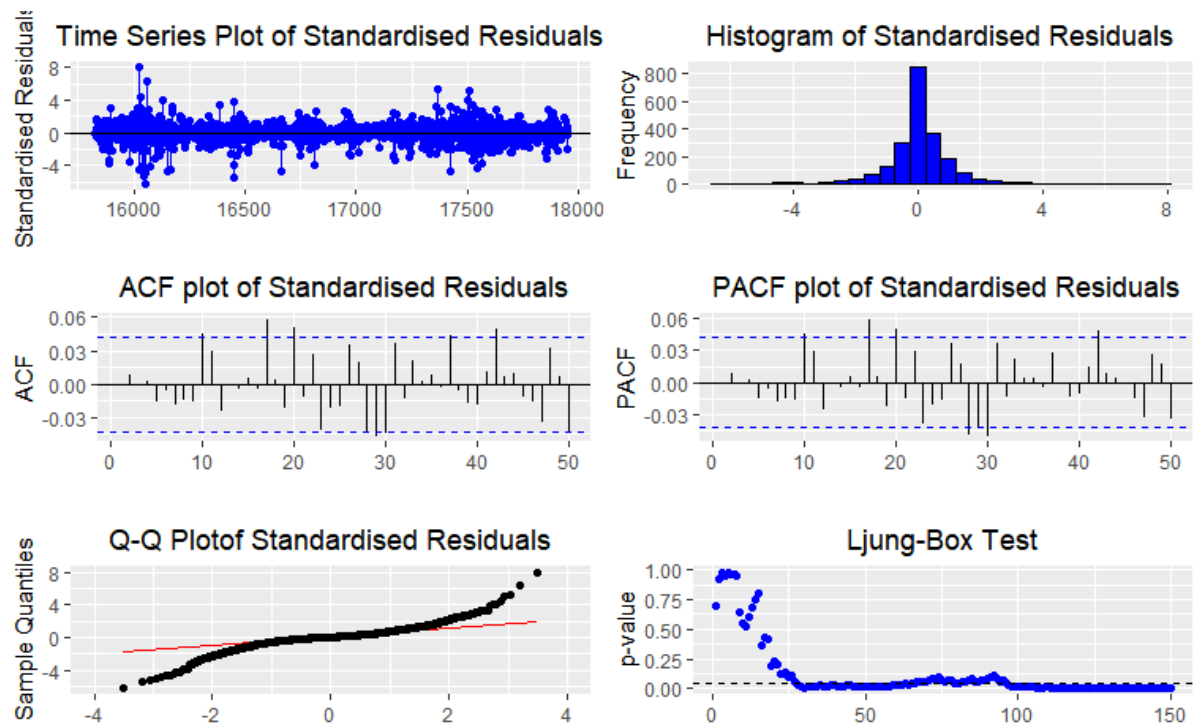 Time Series Plot of Standardised Residuals
Standardised Residuals
8
4
0
-4
16000 16500 17000 17500 18000
Histogram of Standardised Residuals
Frequency
800
600
400
200
0
-4 0 4 8
ACF plot of Standardised Residuals
ACF
0.06
0.03
0.00
-0.03
0 10 20 30 40 50
PACF plot of Standardised Residuals
PACF
0.06
0.03
0.00
-0.03
0 10 20 30 40 50
Q-Q Plotof Standardised Residuals
Sample Quantiles
8
4
0
-4
-4 -2 0 2 4
Ljung-Box Test
p-value
1.00
0.75
0.50
0.25
0.00
0 50 100 150